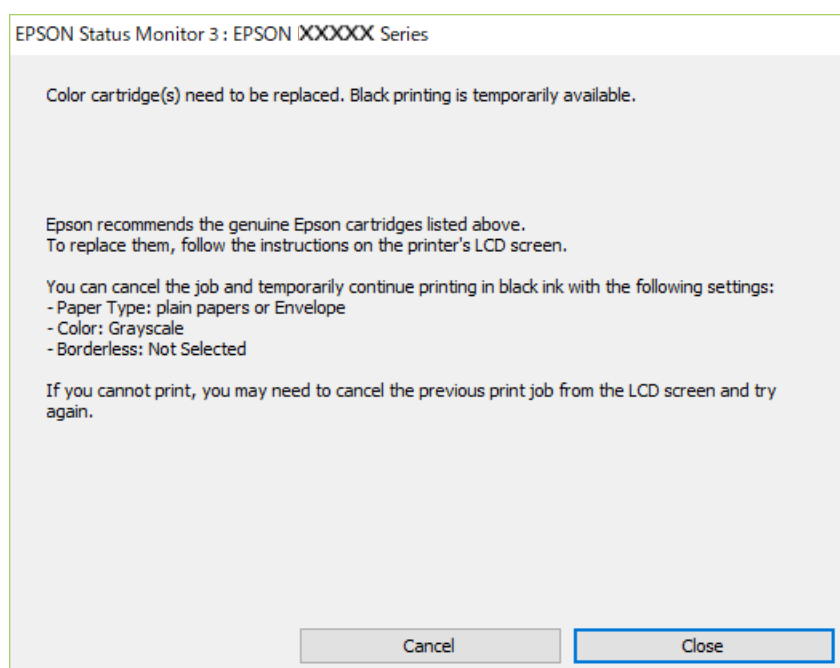 EPSON Status Monitor 3 : EPSON XXXXX Series
Color cartridge(s) need to be replaced. Black printing is temporarily available.
Epson recommends the genuine Epson cartridges listed above.
To replace them, follow the instructions on the printer's LCD screen.
You can cancel the job and temporarily continue printing in black ink with the following settings:
- Paper Type: plain papers or Envelope
- Color: Grayscale
- Borderless: Not Selected
If you cannot print, you may need to cancel the previous print job from the LCD screen and try
again.
Cancel
Close